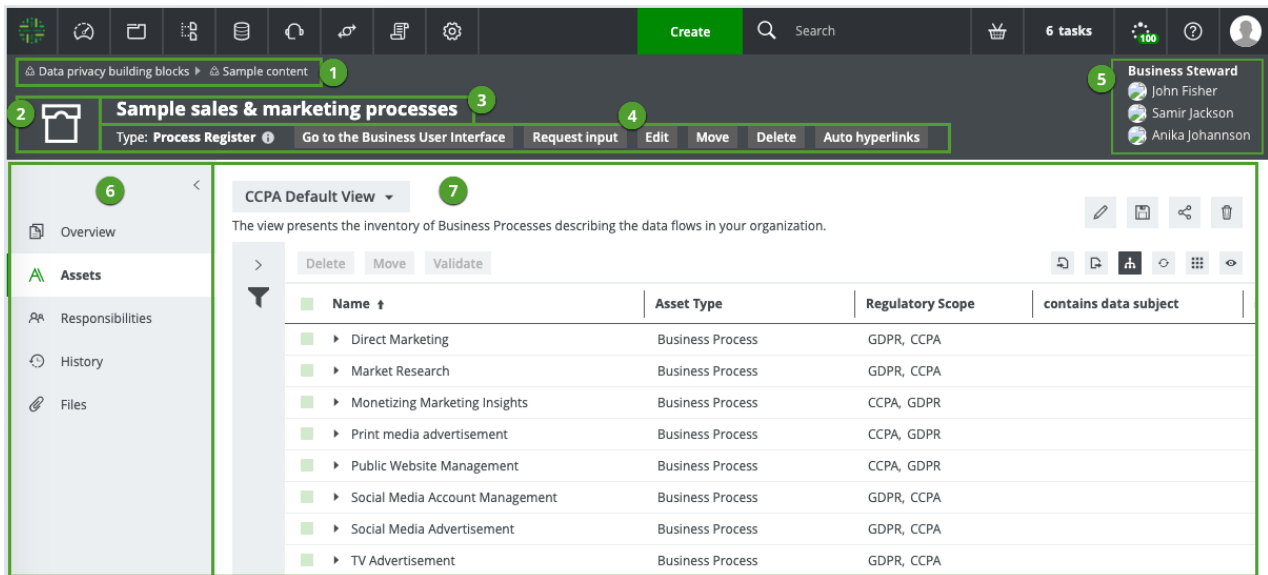 Create
Search
6 tasks
100
Data privacy building blocks
Sample content
1
2
Sample sales & marketing processes
3
4
Type: Process Register
Go to the Business User Interface
Request input
Edit
Move
Delete
Auto hyperlinks
5
Business Steward
John Fisher
Samir Jackson
Anika Johannson
6
Overview
Assets
Responsibilities
History
Files
CCPA Default View
7
The view presents the inventory of Business Processes describing the data flows in your organization.
Delete Move Validate
Name Asset Type Regulatory Scope contains data subject
Direct Marketing Business Process GDPR, CCPA
Market Research Business Process GDPR, CCPA
Monetizing Marketing Insights Business Process CCPA, GDPR
Print media advertisement Business Process CCPA, GDPR
Public Website Management Business Process CCPA, GDPR
Social Media Account Management Business Process GDPR, CCPA
Social Media Advertisement Business Process GDPR, CCPA
TV Advertisement Business Process GDPR, CCPA